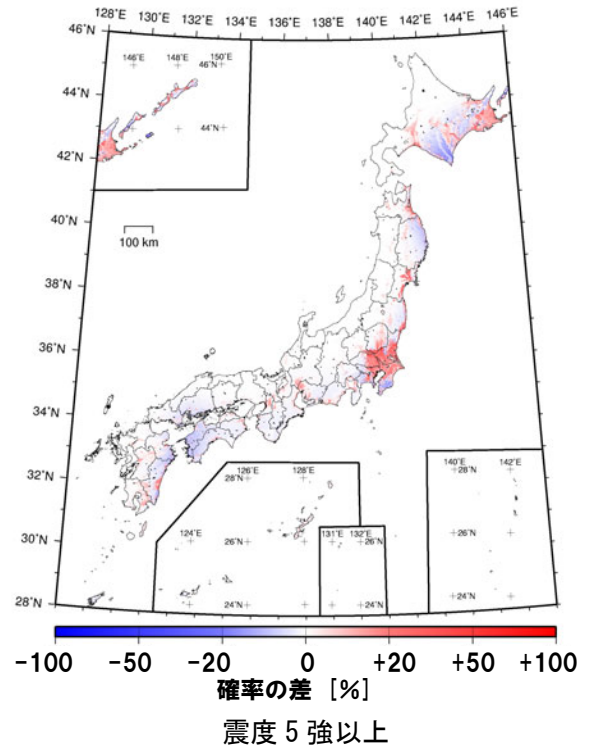 128°E 130°E 132°E 134°E 136°E 138°E 140°E 142°E 144°E 146°E
46°N
146°E 148°E 150°E
46°N
44°N
44°N
42°N
40°N
100 km
38°N
36°N
34°N
32°N
126°E 128°E
28°N
140°E 142°E
28°N
124°E
26°N
131°E 132°E
26°N
26°N
30°N
24°N
24°N
24°N
28°N
-100 -50 -20 0 +20 +50 +100
確率の差 [%]
震度5強以上